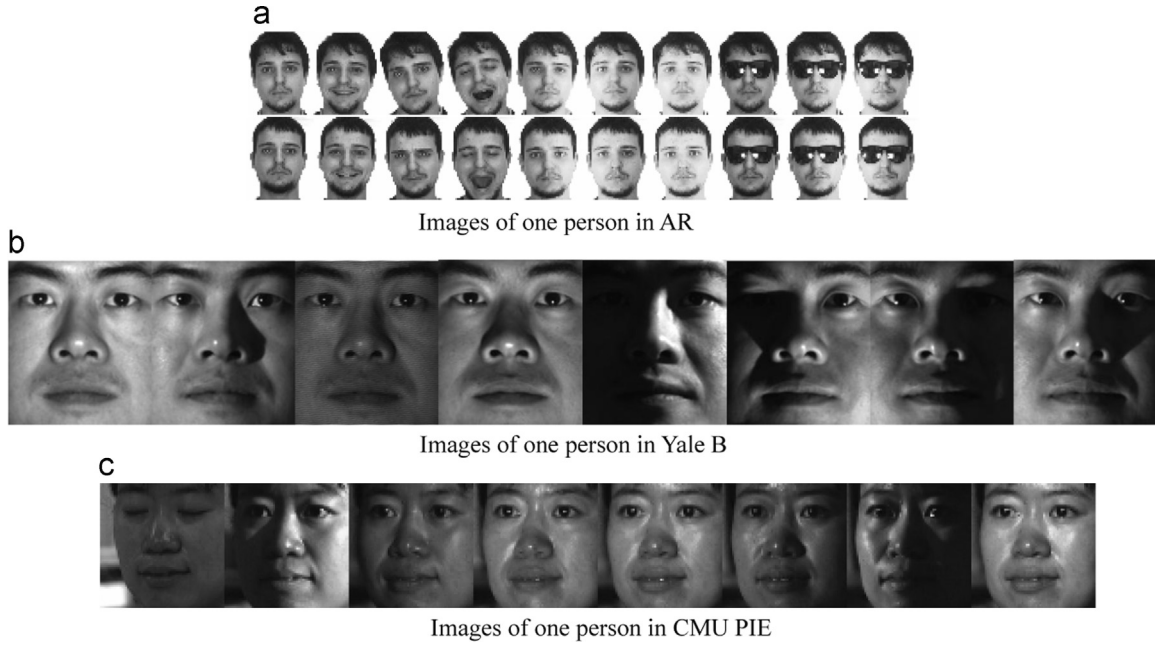 a
Images of one person in AR
b
Images of one person in Yale B
c
Images of one person in CMU PIE